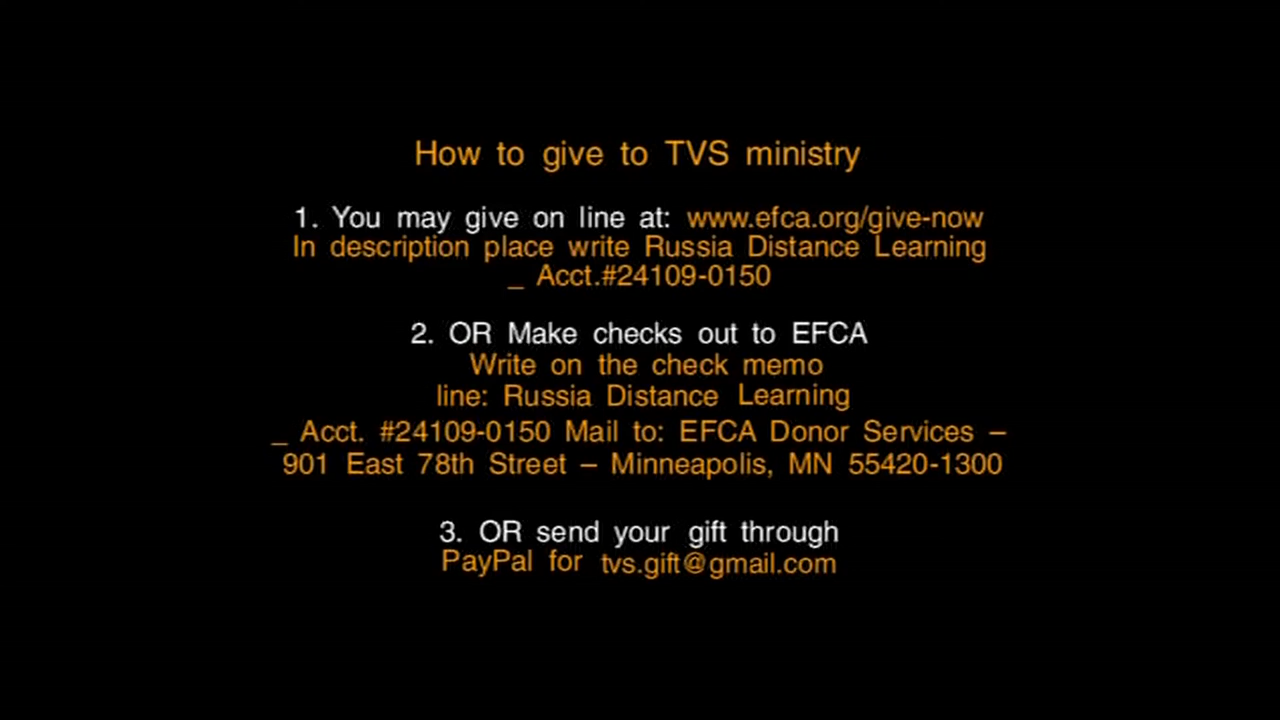 How to give to TVS ministry
1. You may give on line at: www.efca.org/give-now
In description place write Russia Distance Learning
_ Acct.#24109-0150
2. OR Make checks out to EFCA
Write on the check memo
line: Russia Distance Learning
_ Acct. #24109-0150 Mail to: EFCA Donor Services –
901 East 78th Street – Minneapolis, MN 55420-1300
3. OR send your gift through
PayPal for tvs.gift@gmail.com